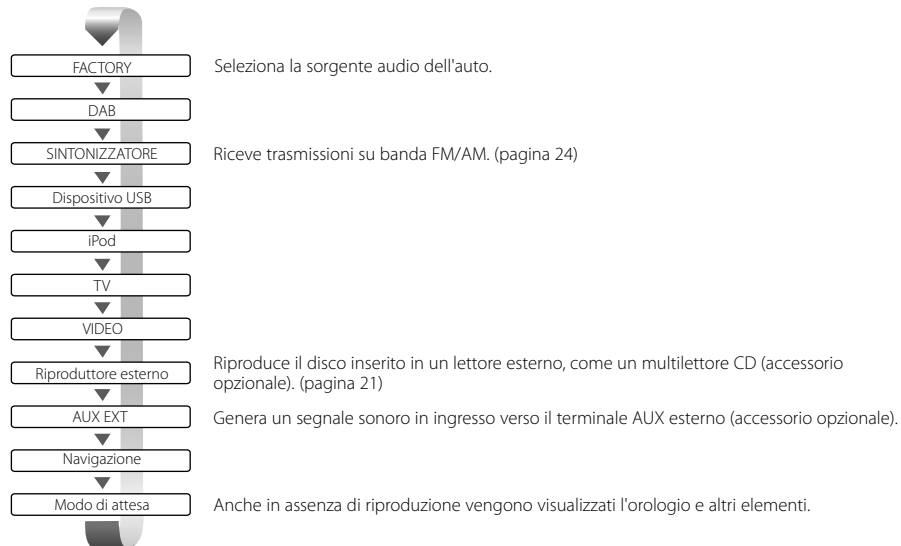 FACTORY
Seleziona la sorgente audio dell'auto.
DAB
SINTONIZZATORE
Riceve trasmissioni su banda FM/AM. (pagina 24)
Dispositivo USB
iPod
TV
VIDEO
Riproduttore esterno
Riproduce il disco inserito in un lettore esterno, come un multilettore CD (accessorio
opzionale). (pagina 21)
AUX EXT
Genera un segnale sonoro in ingresso verso il terminale AUX esterno (accessorio opzionale).
Navigazione
Modo di attesa
Anche in assenza di riproduzione vengono visualizzati l'orologio e altri elementi.